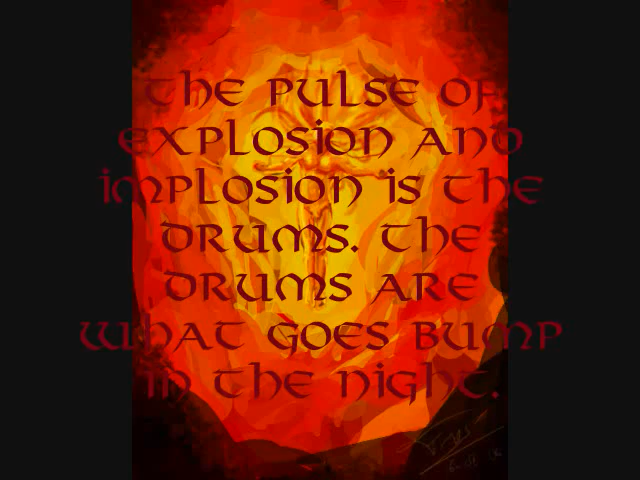 The pulse of
explosion and
implosion is the
drums. The
drums are
what goes bump
in the night.